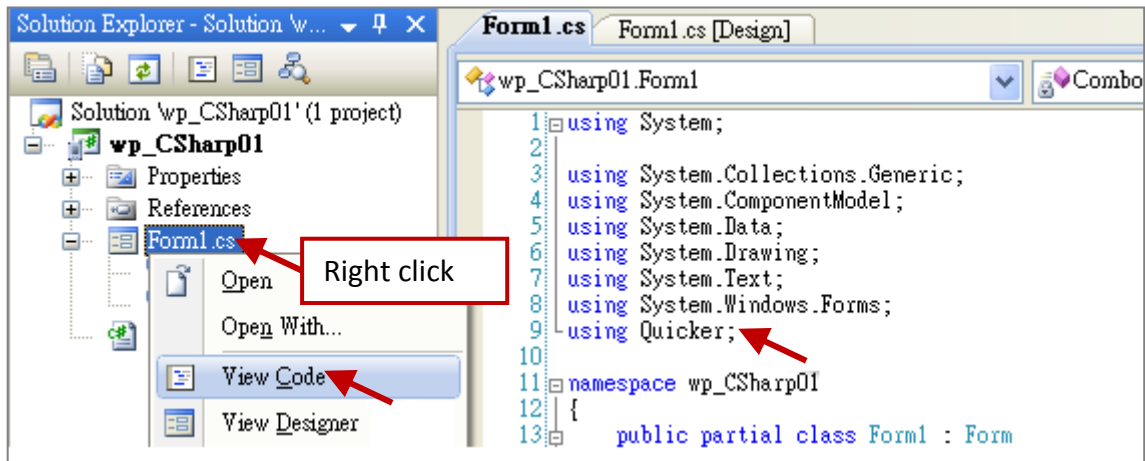 Solution Explorer - Solution 'w...
Solution 'wp_CSharp01' (1 project)
wp_CSharp01
Properties
References
Form1.cs
Right click
Open
Open With...
View Code
View Designer
Form1.cs
Form1.cs [Design]
wp_CSharp01.Form1
Combo
1 using System;
2
3 using System.Collections.Generic;
4 using System.ComponentModel;
5 using System.Data;
6 using System.Drawing;
7 using System.Text;
8 using System.Windows.Forms;
9 using Quicker;
10
11 namespace wp_CSharp01
12 {
13 public partial class Form1 : Form